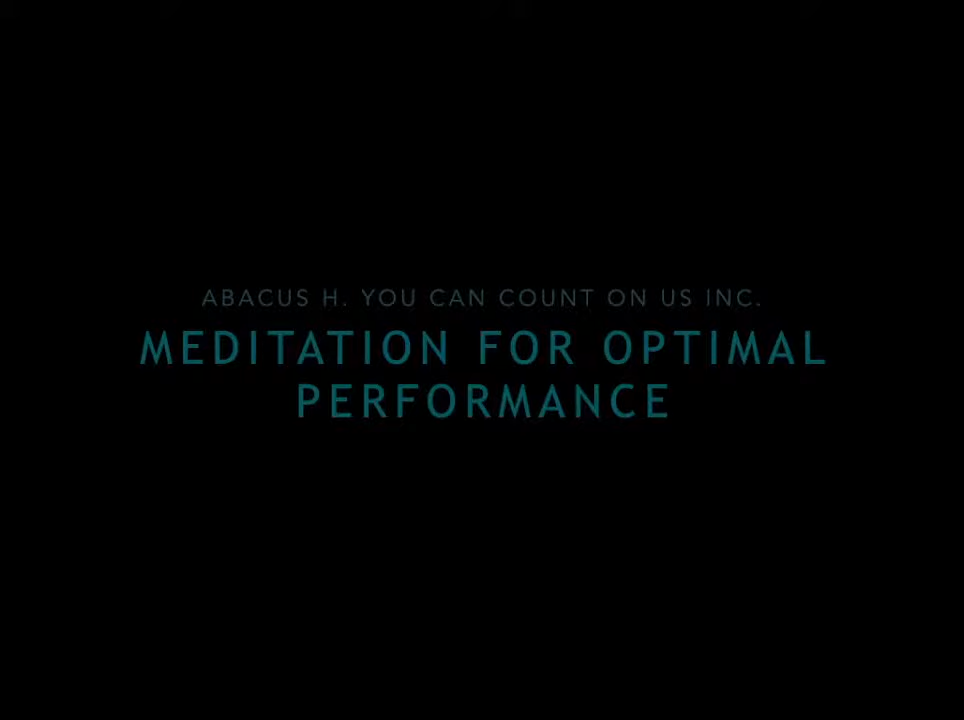 ABACUS H. YOU CAN COUNT ON US INC.
MEDITATION FOR OPTIMAL
PERFORMANCE